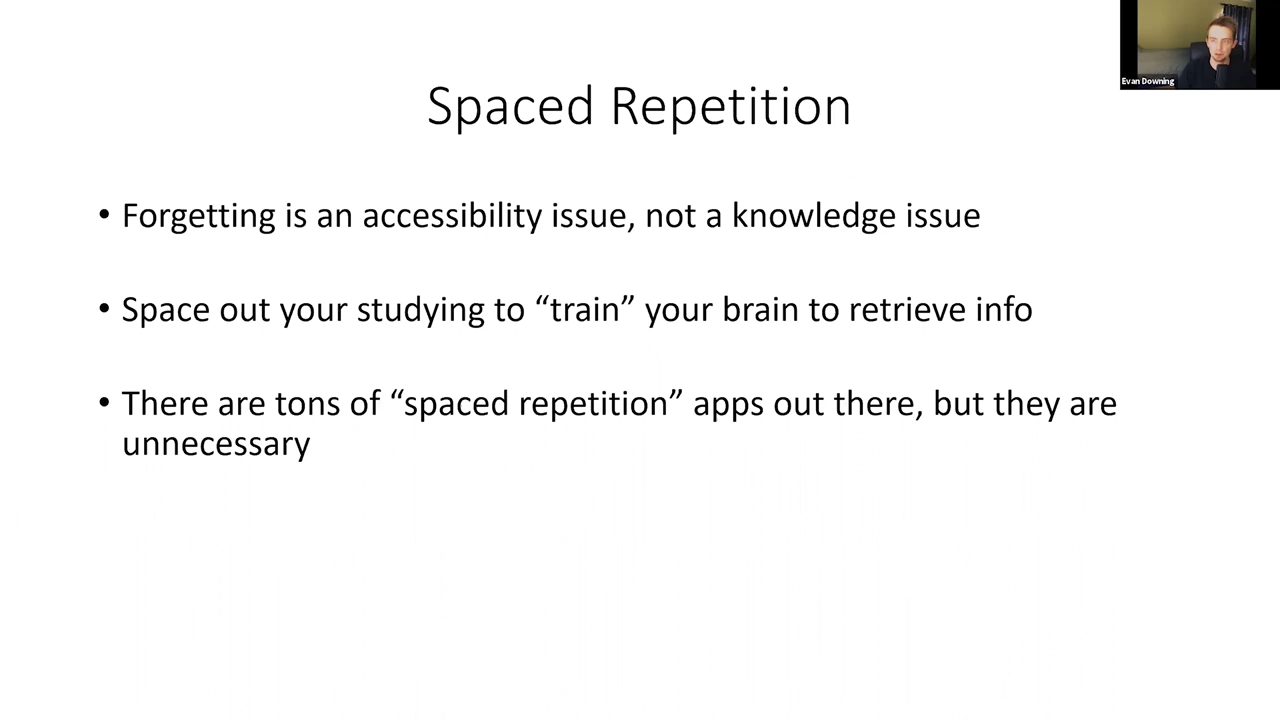 Evan Downing
Spaced Repetition
• Forgetting is an accessibility issue, not a knowledge issue
• Space out your studying to “train” your brain to retrieve info
• There are tons of “spaced repetition” apps out there, but they are
unnecessary